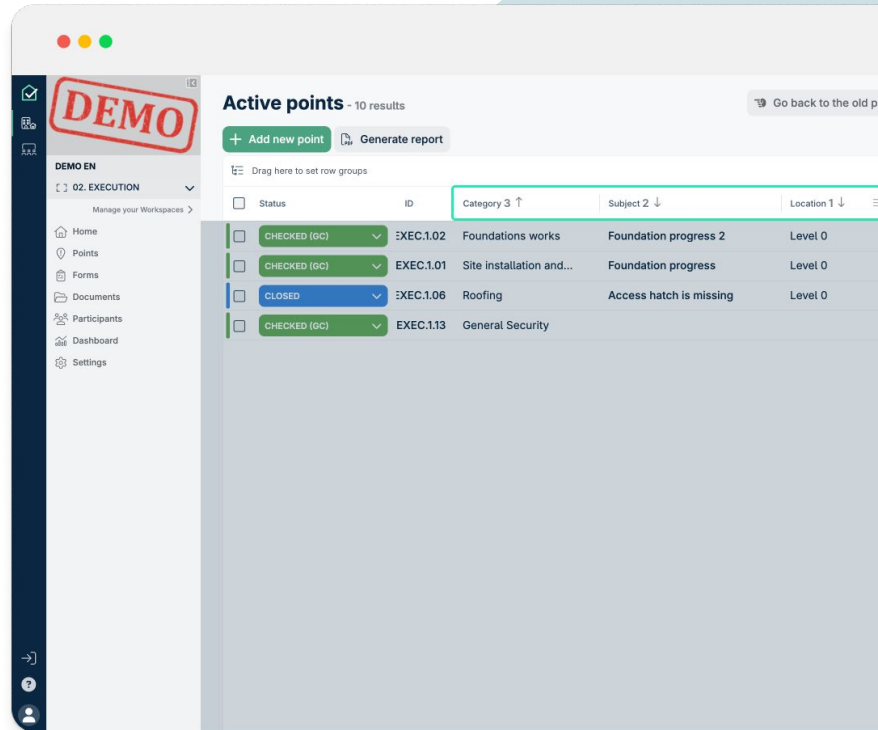 DEMO
DEMO EN
02. EXECUTION
Manage your Workspaces
Home
Points
Forms
Documents
Participants
Dashboard
Settings
Active points - 10 results
Go back to the old p
+ Add new point Generate report
Drag here to set row groups
Status ID Category 3 ↑ Subject 2 ↓ Location 1 ↓
CHECKED (GC) EXEC.1.02 Foundations works Foundation progress 2 Level 0
CHECKED (GC) EXEC.1.01 Site installation and... Foundation progress Level 0
CLOSED EXEC.1.06 Roofing Access hatch is missing Level 0
CHECKED (GC) EXEC.1.13 General Security